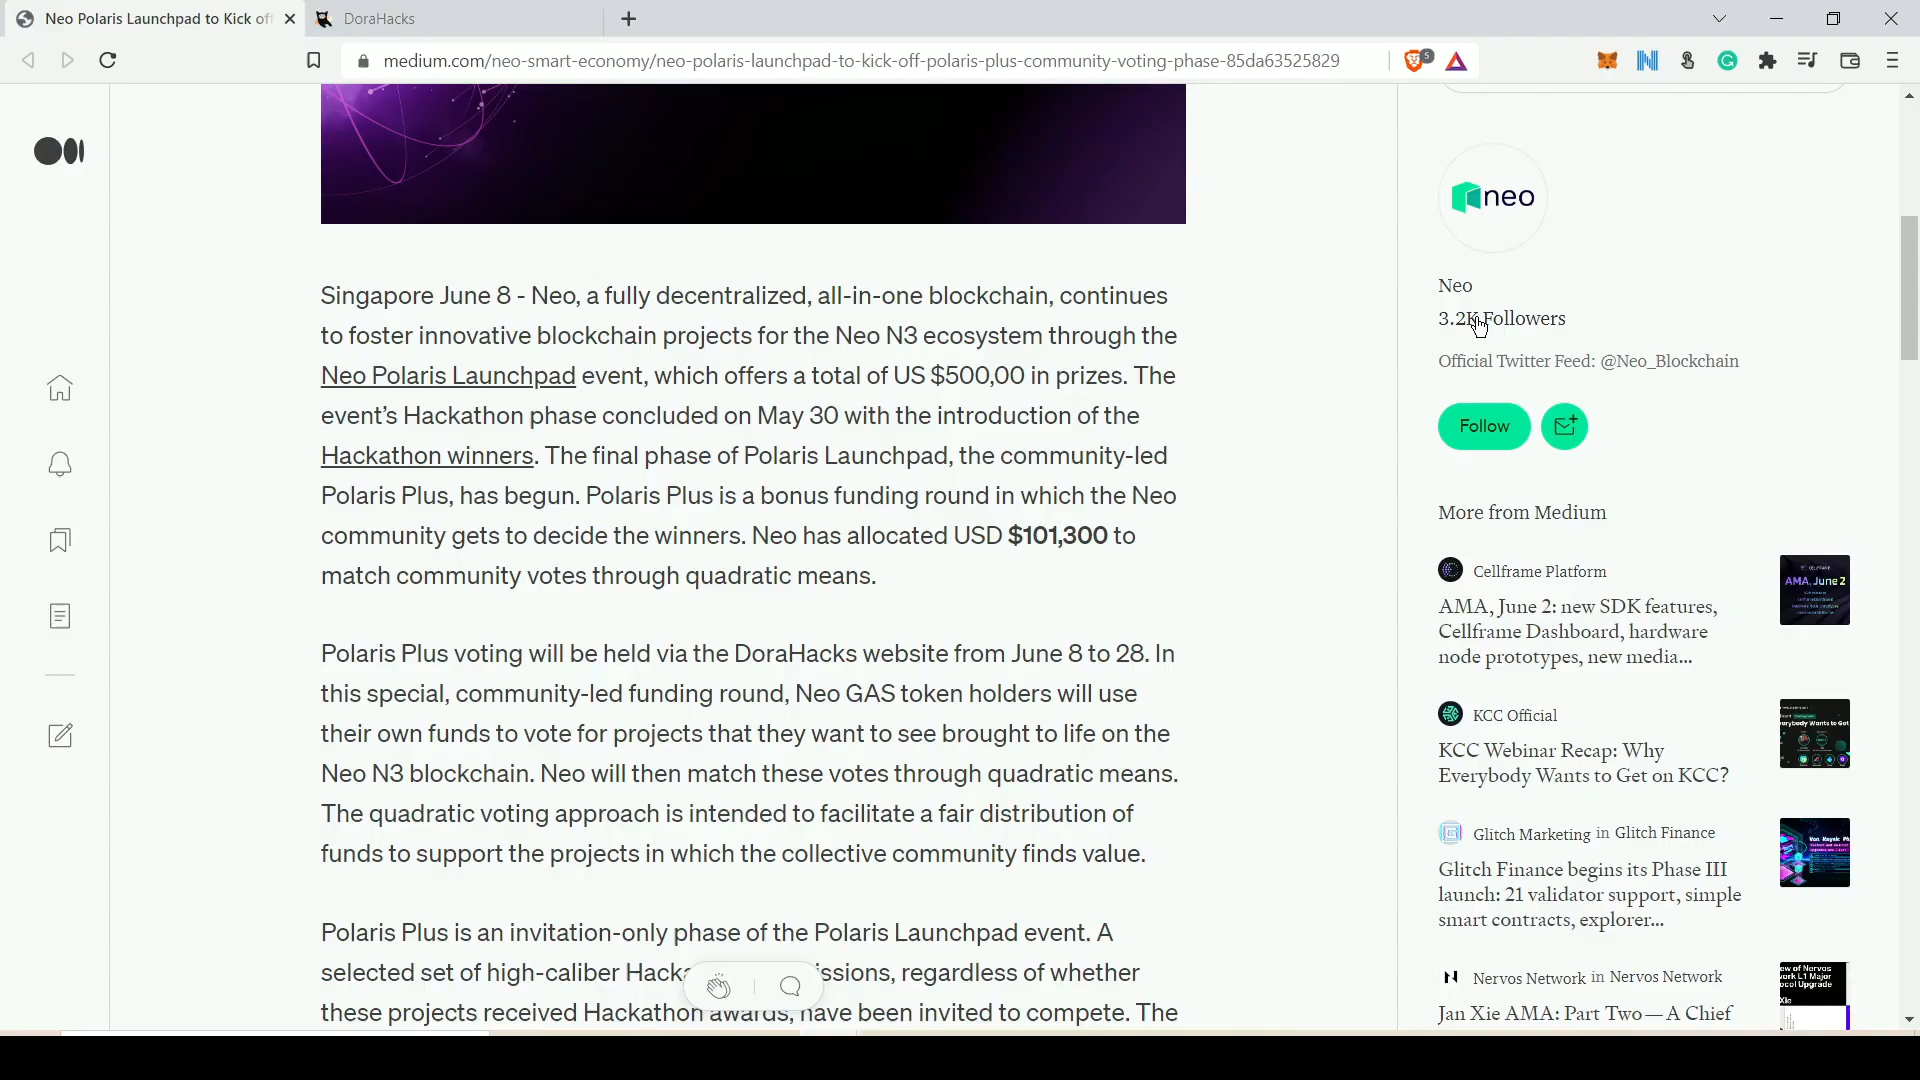 Neo Polaris Launchpad to Kick of
DoraHacks
medium.com/neo-smart-economy/neo-polaris-launchpad-to-kick-off-polaris-plus-community-voting-phase-85da63525829
5
Singapore June 8 - Neo, a fully decentralized, all-in-one blockchain, continues
to foster innovative blockchain projects for the Neo N3 ecosystem through the
Neo Polaris Launchpad event, which offers a total of US $500,00 in prizes. The
event’s Hackathon phase concluded on May 30 with the introduction of the
Hackathon winners. The final phase of Polaris Launchpad, the community-led
Polaris Plus, has begun. Polaris Plus is a bonus funding round in which the Neo
community gets to decide the winners. Neo has allocated USD $101,300 to
match community votes through quadratic means.
Polaris Plus voting will be held via the DoraHacks website from June 8 to 28. In
this special, community-led funding round, Neo GAS token holders will use
their own funds to vote for projects that they want to see brought to life on the
Neo N3 blockchain. Neo will then match these votes through quadratic means.
The quadratic voting approach is intended to facilitate a fair distribution of
funds to support the projects in which the collective community finds value.
Polaris Plus is an invitation-only phase of the Polaris Launchpad event. A
selected set of high-caliber Hacka issions, regardless of whether
these projects received Hackathon awards, have been invited to compete. The
neo
Neo
3.2K Followers
Official Twitter Feed: @Neo_Blockchain
Follow
More from Medium
Cellframe Platform
AMA, June 2: new SDK features,
Cellframe Dashboard, hardware
node prototypes, new media...
AMA, June 2
KCC Official
KCC Webinar Recap: Why
Everybody Wants to Get on KCC?
Glitch Marketing in Glitch Finance
Glitch Finance begins its Phase III
launch: 21 validator support, simple
smart contracts, explorer...
Nervos Network in Nervos Network
Jan Xie AMA: Part Two — A Chief